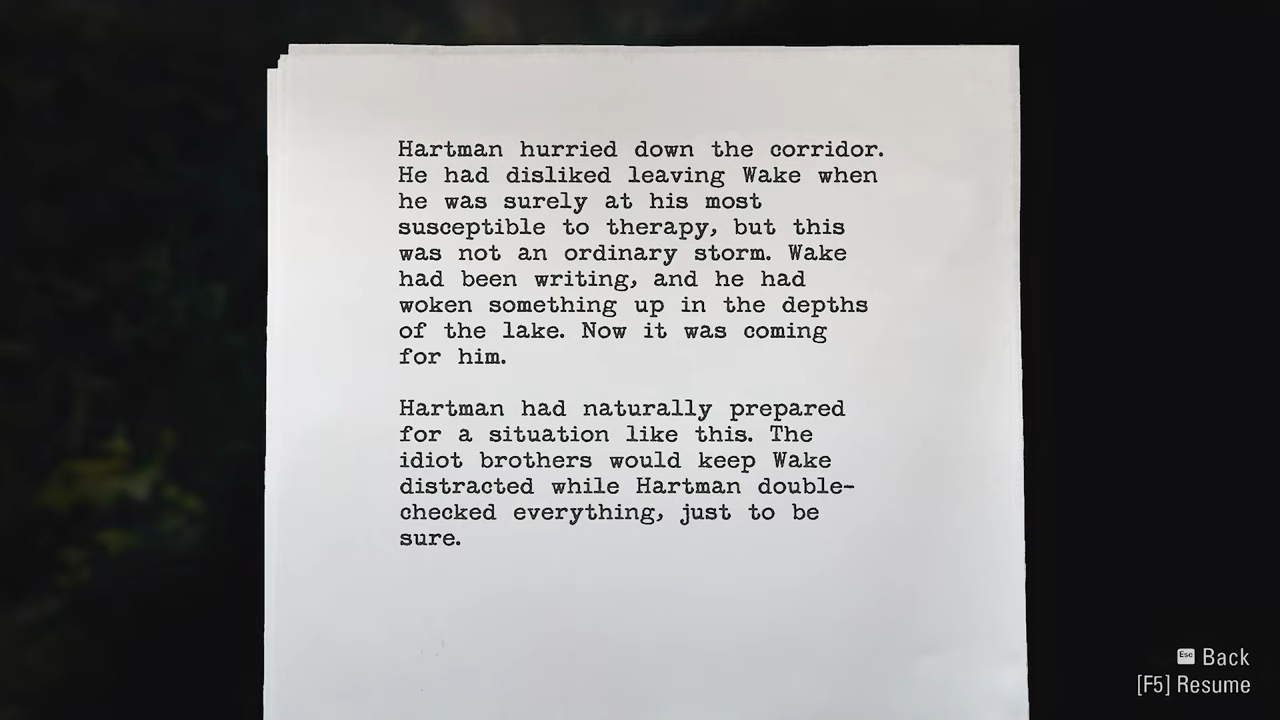 Hartman hurried down the corridor.
He had disliked leaving Wake when
he was surely at his most
susceptible to therapy, but this
was not an ordinary storm. Wake
had been writing, and he had
woken something up in the depths
of the lake. Now it was coming
for him.
Hartman had naturally prepared
for a situation like this. The
idiot brothers would keep Wake
distracted while Hartman double-
checked everything, just to be
sure.
Esc Back
[F5] Resume